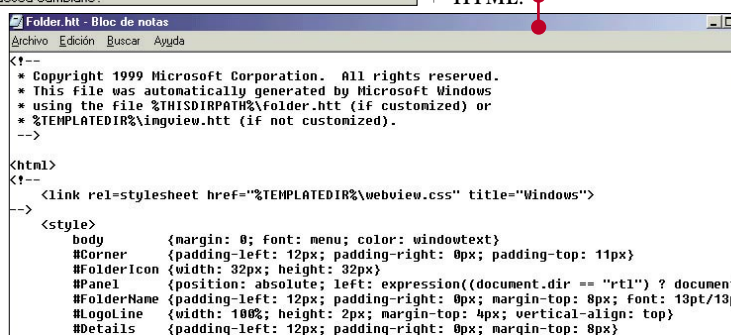 HTML.
Folder.htt - Bloc de notas
Archivo Edición Buscar Ayuda
<!--
* Copyright 1999 Microsoft Corporation.  All rights reserved.
* This file was automatically generated by Microsoft Windows
* using the file %THISDIRPATH%\folder.htt (if customized) or
* %TEMPLATEDIR%\imgview.htt (if not customized).
-->
<html>
<!--
<link rel=stylesheet href="%TEMPLATEDIR%\webview.css" title="Windows">
-->
<style>
body {margin: 0; font: menu; color: windowtext}
#Corner {padding-left: 12px; padding-right: 0px; padding-top: 11px}
#FolderIcon {width: 32px; height: 32px}
#Panel {position: absolute; left: expression((document.dir == "rtl") ? document
#FolderName {padding-left: 12px; padding-right: 0px; margin-top: 8px; font: 13pt/13p
#LogoLine {width: 100%; height: 2px; margin-top: 4px; vertical-align: top}
#Details {padding-left: 12px; padding-right: 0px; margin-top: 8px}